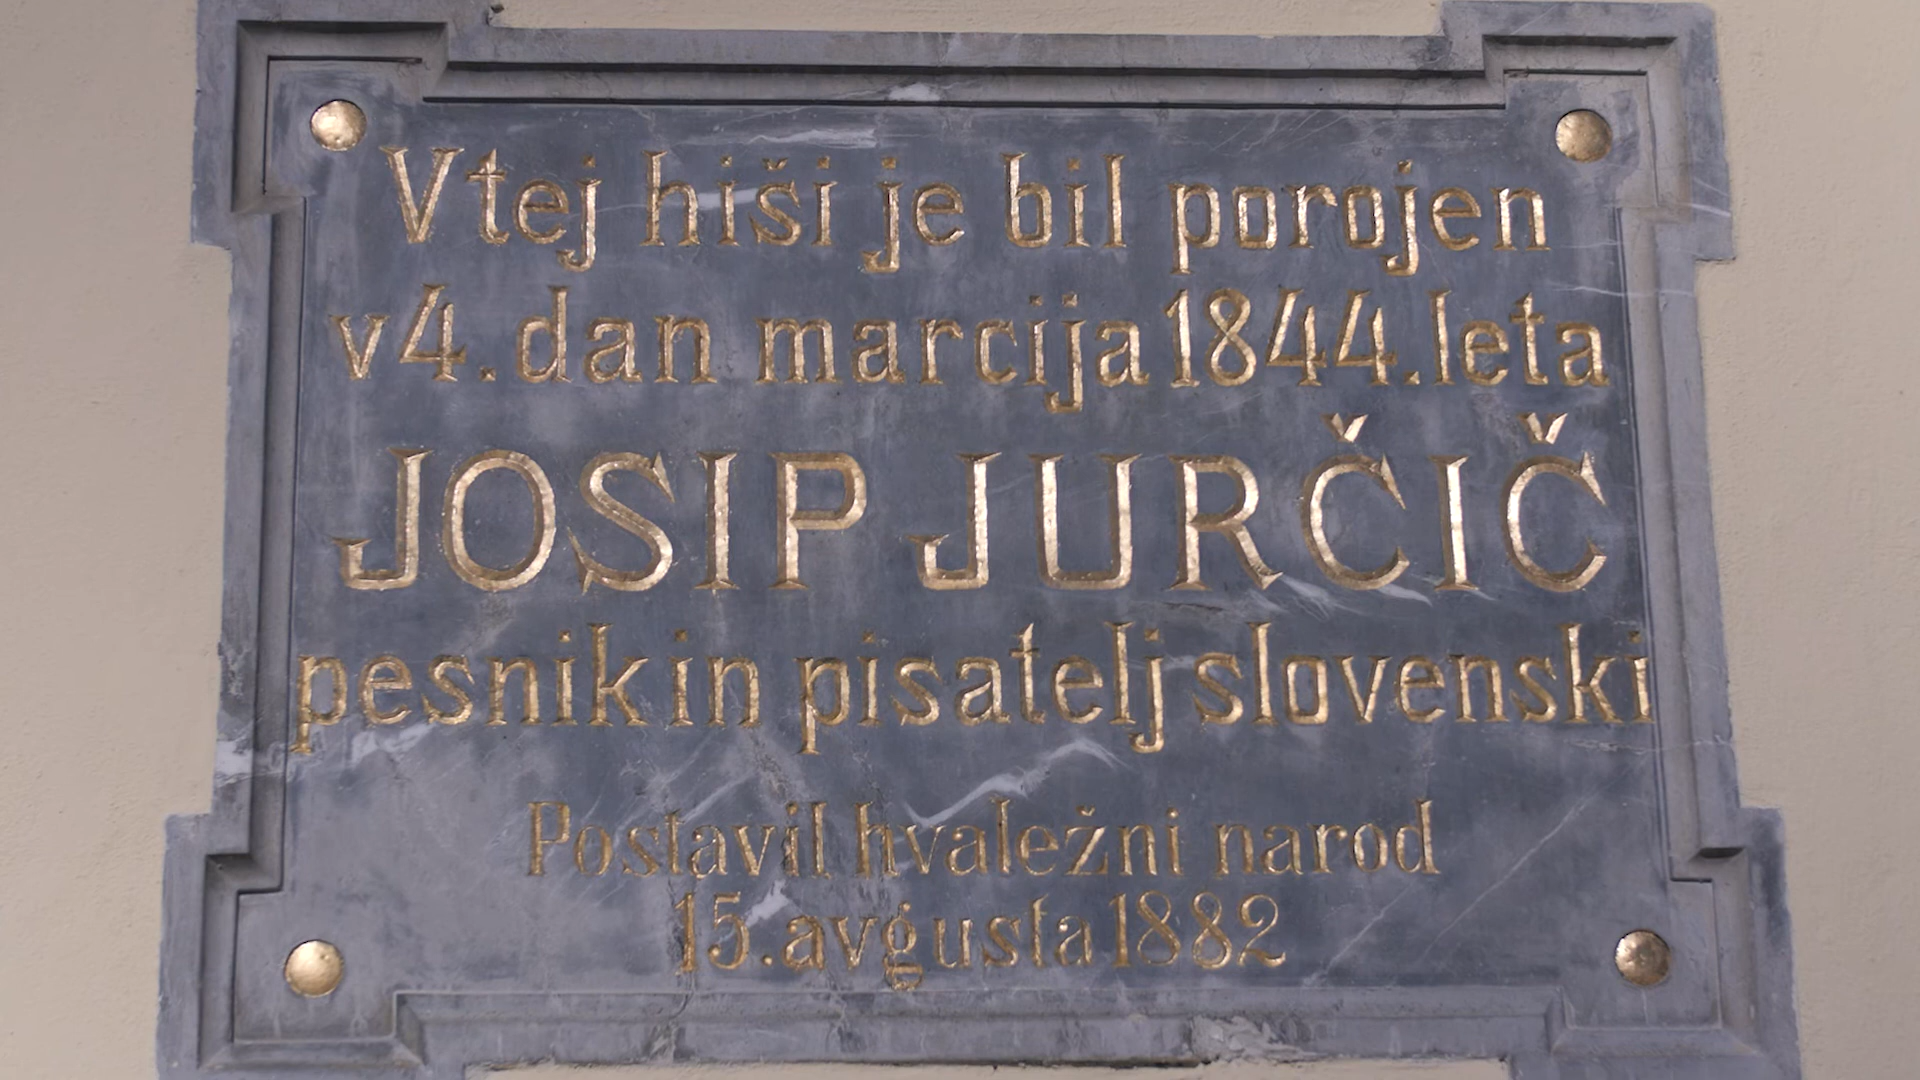 V tej hiši je bil porojen
v 4. dan marcija 1844. leta
JOSIP JURČIČ
pesnik in pisatelj slovenski
Postavil hvaležni narod
15. avgusta 1882